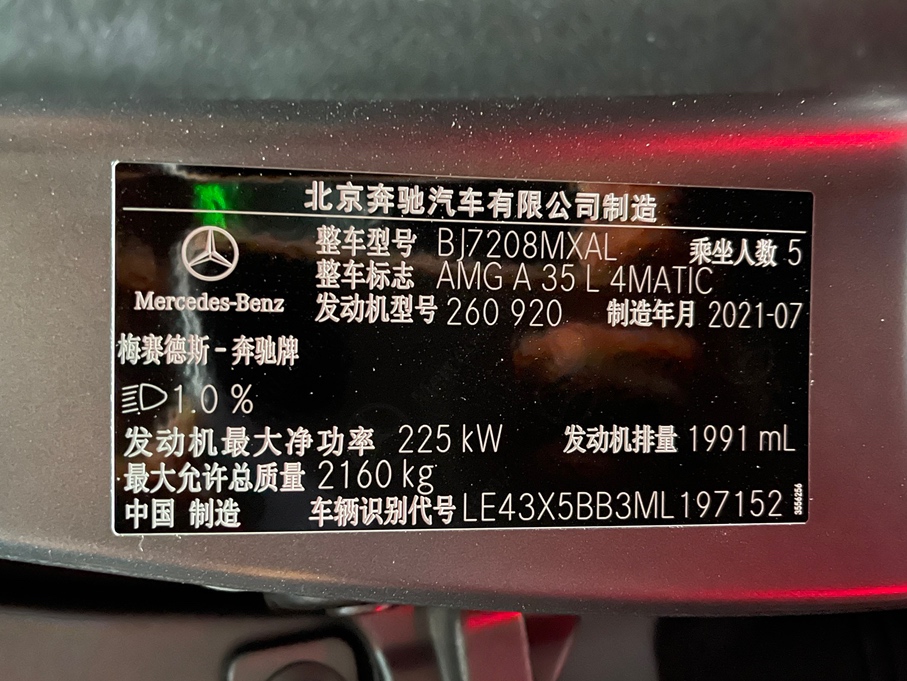 北京奔驰汽车有限公司制造
整车型号 BJ7208MXAL 乘坐人数 5
整车标志 AMG A 35 L 4MATIC
Mercedes-Benz
发动机型号 260 920 制造年月 2021-07
梅赛德斯-奔驰牌
1.0 %
发动机最大净功率 225 kW 发动机排量 1991 mL
最大允许总质量 2160 kg
中国 制造 车辆识别代号 LE43X5BB3ML197152
3556256